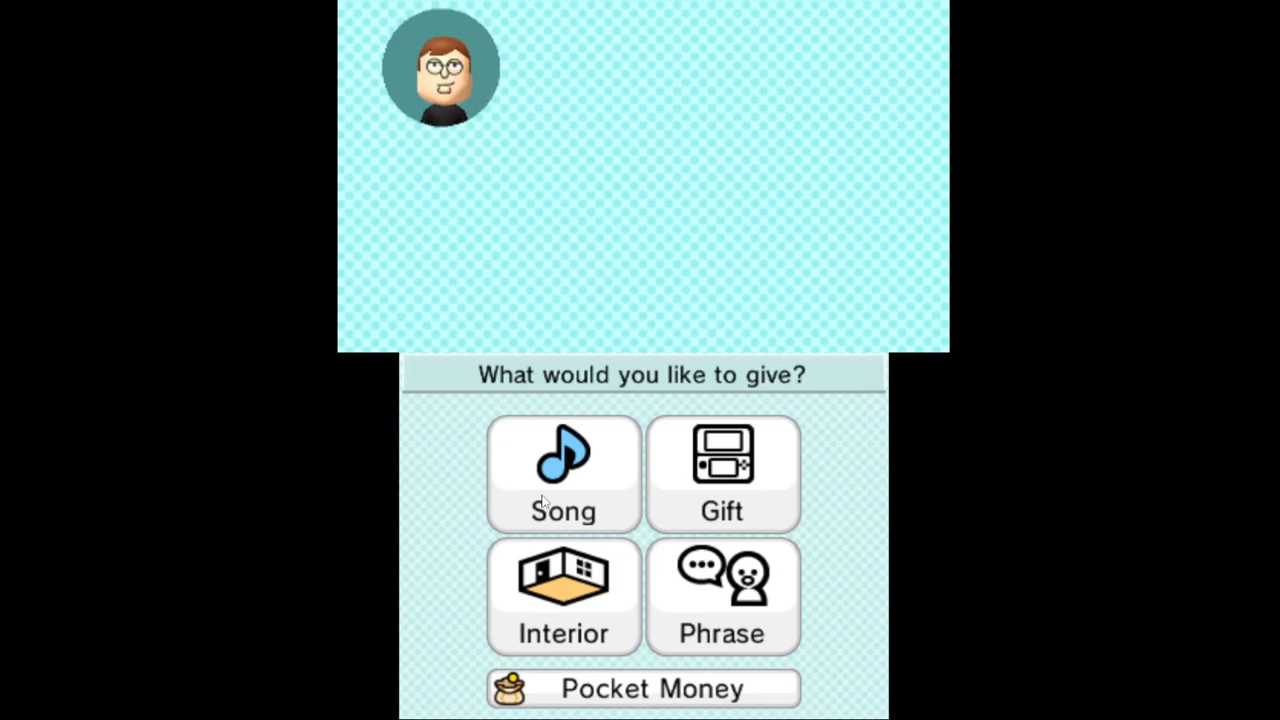 What would you like to give?
Song
Gift
Interior
Phrase
Pocket Money